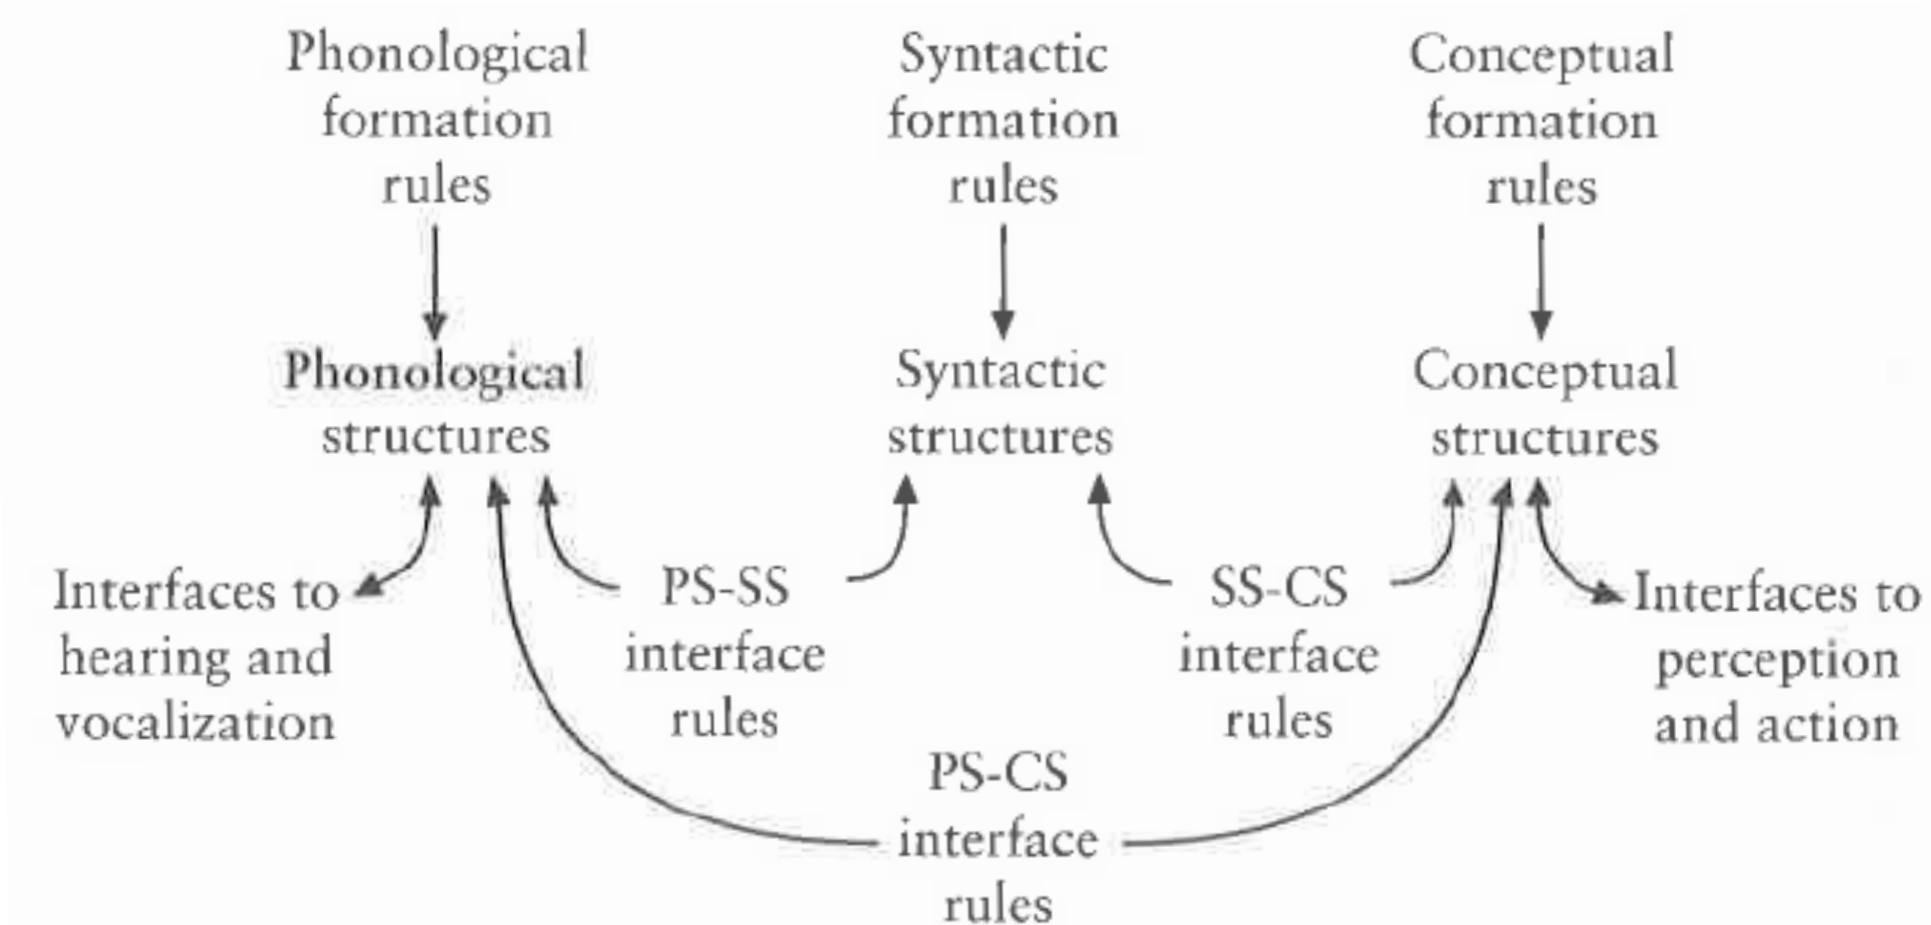 Phonological
formation
rules
Syntactic
formation
rules
Conceptual
formation
rules
Phonological
structures
Syntactic
structures
Conceptual
structures
Interfaces to
hearing and
vocalization
PS-SS
interface
rules
SS-CS
interface
rules
Interfaces to
perception
and action
PS-CS
interface
rules